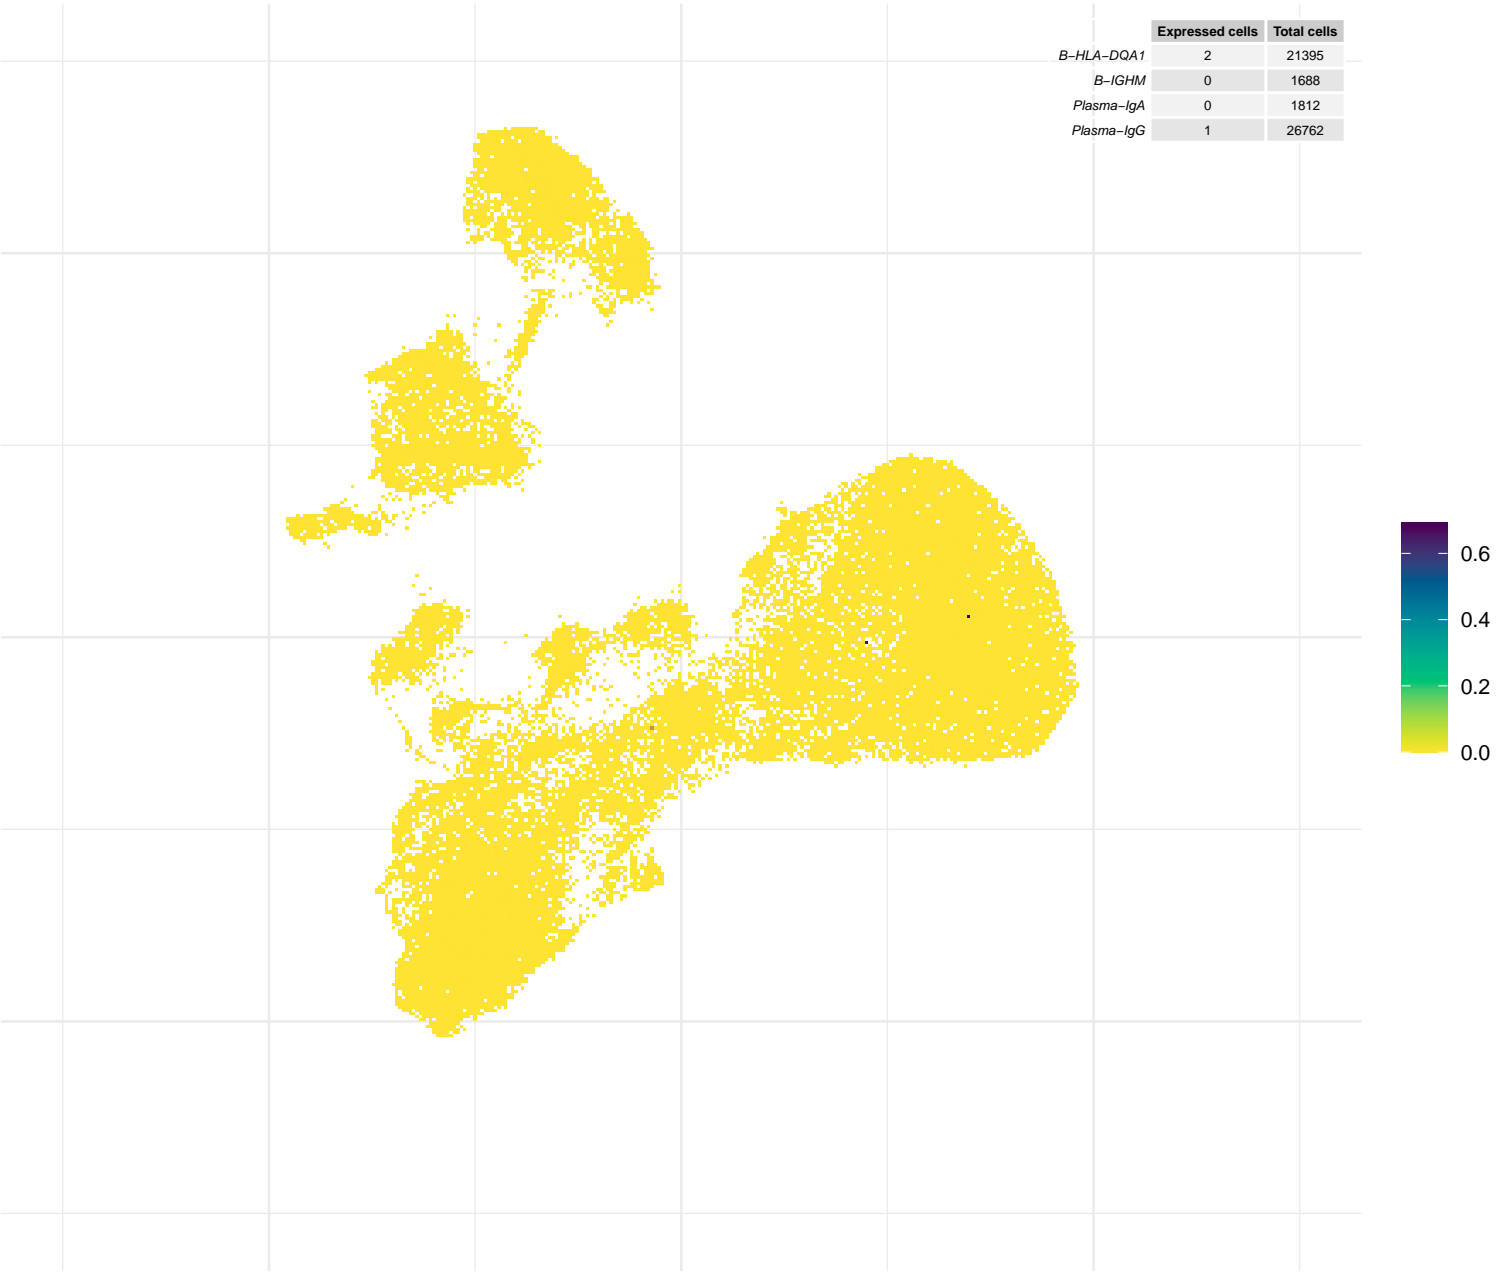 Expressed cells Total cells
B−HLA−DQA1 2 21395
B−IGHM 0 1688
Plasma−IgA 0 1812
Plasma−IgG 1 26762
0.6
0.4
0.2
0.0